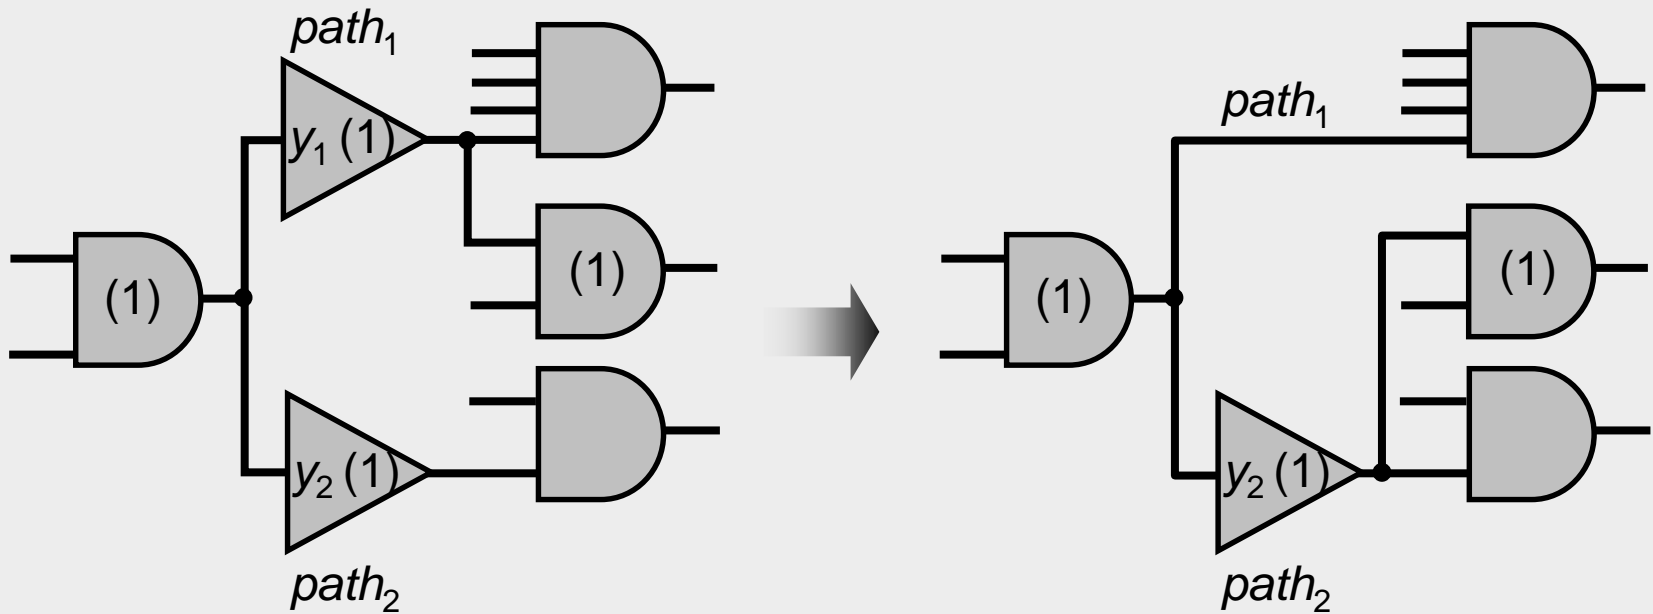 path₁
y₁ (1)
(1)
(1)
y₂ (1)
path₂
path₁
(1)
(1)
y₂ (1)
path₂